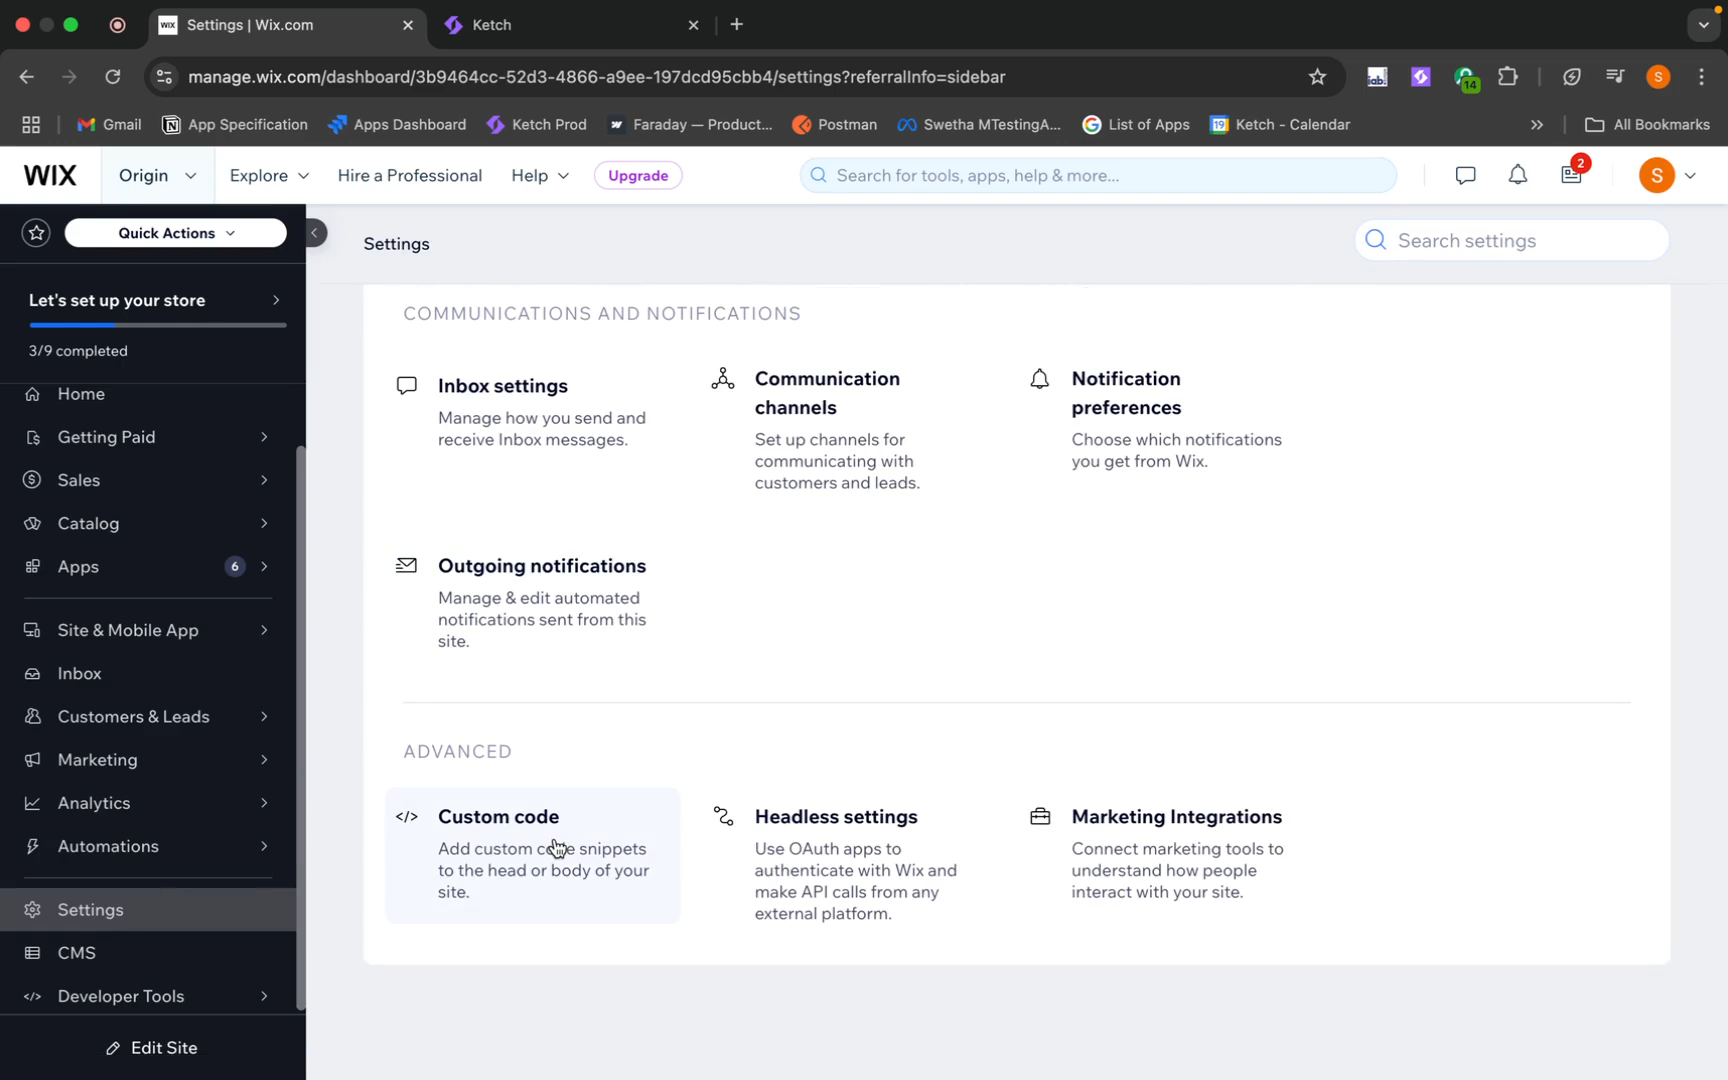 Settings | Wix.com
Ketch
manage.wix.com/dashboard/3b9464cc-52d3-4866-a9ee-197dcd95cbb4/settings?referralInfo=sidebar
iab.
14
S
Gmail
App Specification
Apps Dashboard
Ketch Prod
Faraday — Product...
Postman
Swetha MTestingA...
List of Apps
Ketch - Calendar
All Bookmarks
WIX
Origin
Explore
Hire a Professional
Help
Upgrade
Search for tools, apps, help & more...
2
S
Quick Actions
Let's set up your store
3/9 completed
Home
Getting Paid
Sales
Catalog
Apps
6
Site & Mobile App
Inbox
Customers & Leads
Marketing
Analytics
Automations
Settings
CMS
Developer Tools
Edit Site
Settings
Search settings
COMMUNICATIONS AND NOTIFICATIONS
Inbox settings
Manage how you send and
receive Inbox messages.
Communication
channels
Set up channels for
communicating with
customers and leads.
Notification
preferences
Choose which notifications
you get from Wix.
Outgoing notifications
Manage & edit automated
notifications sent from this
site.
ADVANCED
Custom code
Add custom code snippets
to the head or body of your
site.
Headless settings
Use OAuth apps to
authenticate with Wix and
make API calls from any
external platform.
Marketing Integrations
Connect marketing tools to
understand how people
interact with your site.